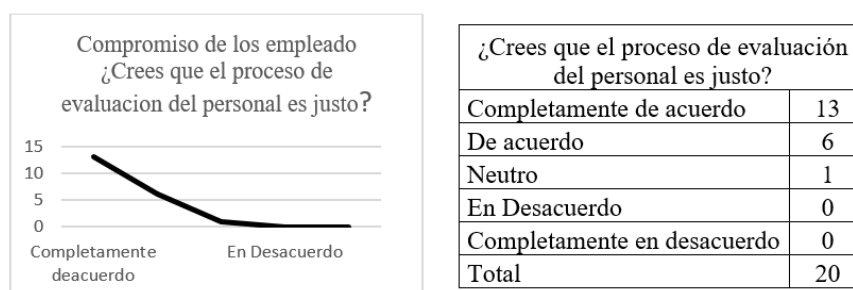 Compromiso de los empleado
¿Crees que el proceso de
evaluacion del personal es justo?
15
10
5
0
Completamente
deacuerdo
En Desacuerdo
¿Crees que el proceso de evaluación
del personal es justo?
Completamente de acuerdo 13
De acuerdo 6
Neutro 1
En Desacuerdo 0
Completamente en desacuerdo 0
Total 20